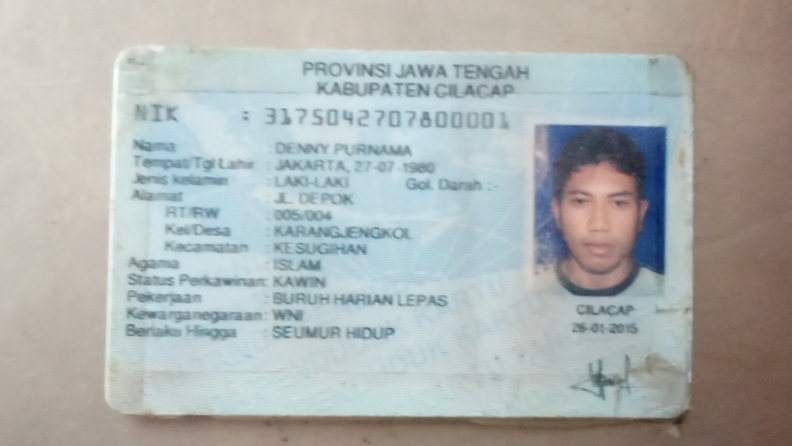 PROVINSI JAWA TENGAH
KABUPATEN CILACAP
NIK : 3175042707800001
Nama : DENNY PURNAMA
Tempat/Tgl Lahir : JAKARTA, 27-07-1980
Jenis kelamin : LAKI-LAKI Gol. Darah : -
Alamat : JL. DEPOK
RT/RW : 005/004
Kel/Desa : KARANGJENGKOL
Kecamatan : KESUGIHAN
Agama : ISLAM
Status Perkawinan: KAWIN
Pekerjaan : BURUH HARIAN LEPAS
Kewarganegaraan: WNI
Berlaku Hingga : SEUMUR HIDUP
CILACAP
26-01-2015